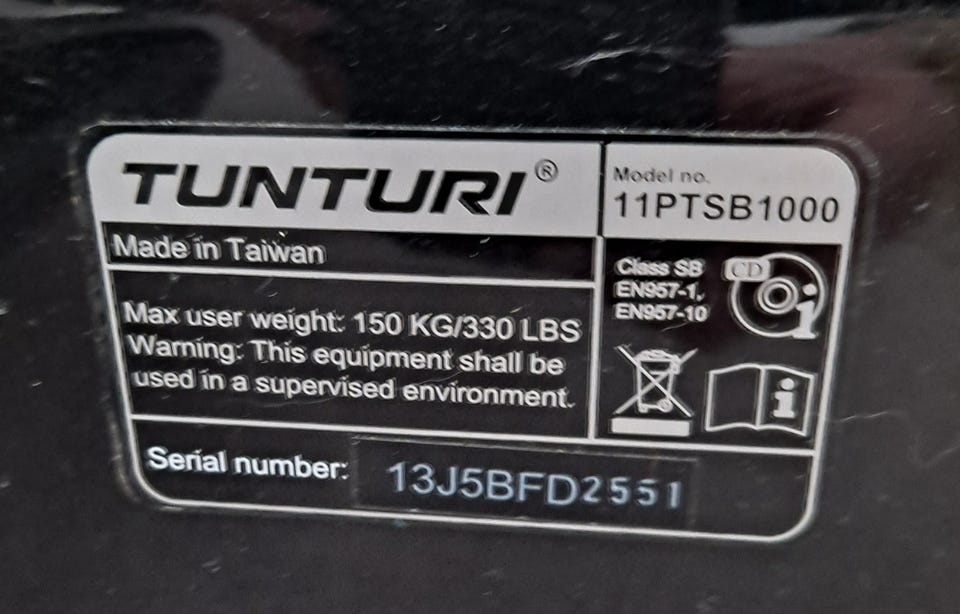 TUNTURI®
Model no.
11PTSB1000
Made in Taiwan
Class SB
EN957-1,
EN957-10
CD
i
Max user weight: 150 KG/330 LBS
Warning: This equipment shall be
used in a supervised environment.
i
Serial number: 13J5BFD2551